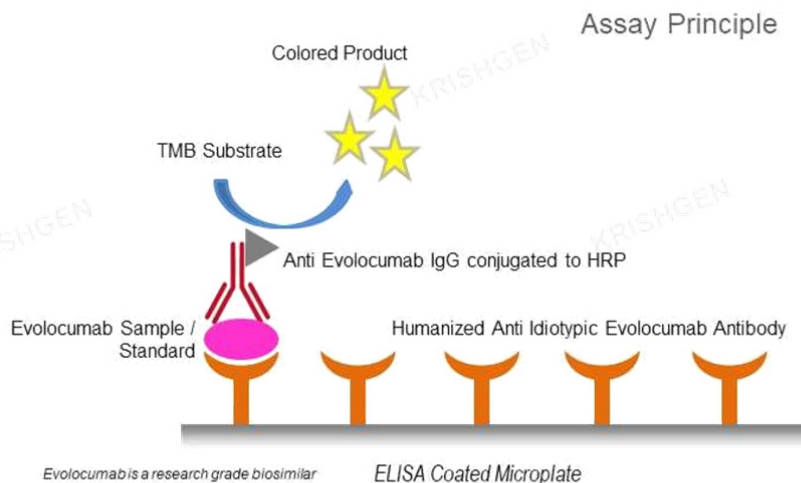 Assay Principle
KRISHGEN
Colored Product
TMB Substrate
KRISHGEN
SHGEN
Anti Evolocumab IgG conjugated to HRP
Evolocumab Sample /
Standard
Humanized Anti Idiotypic Evolocumab Antibody
Evolocumab is a research grade biosimilar
ELISA Coated Microplate